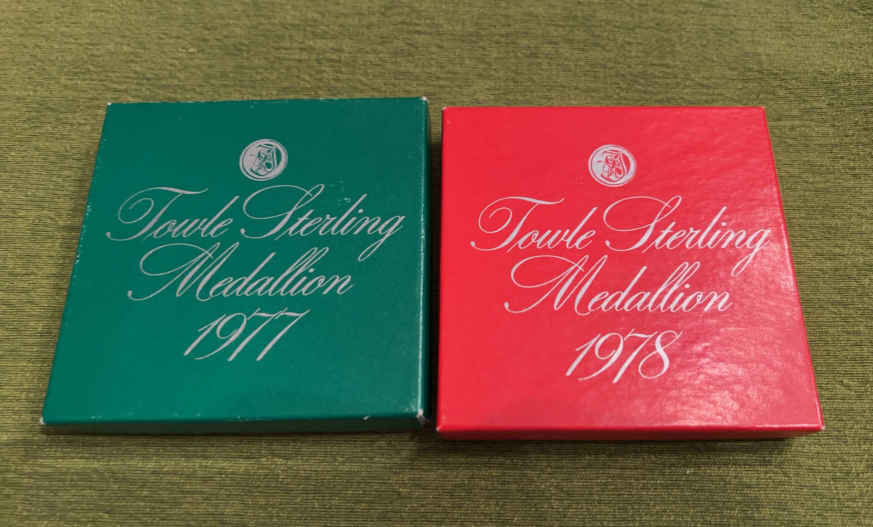 Towle Sterling
Medallion
1977
Towle Sterling
Medallion
1978